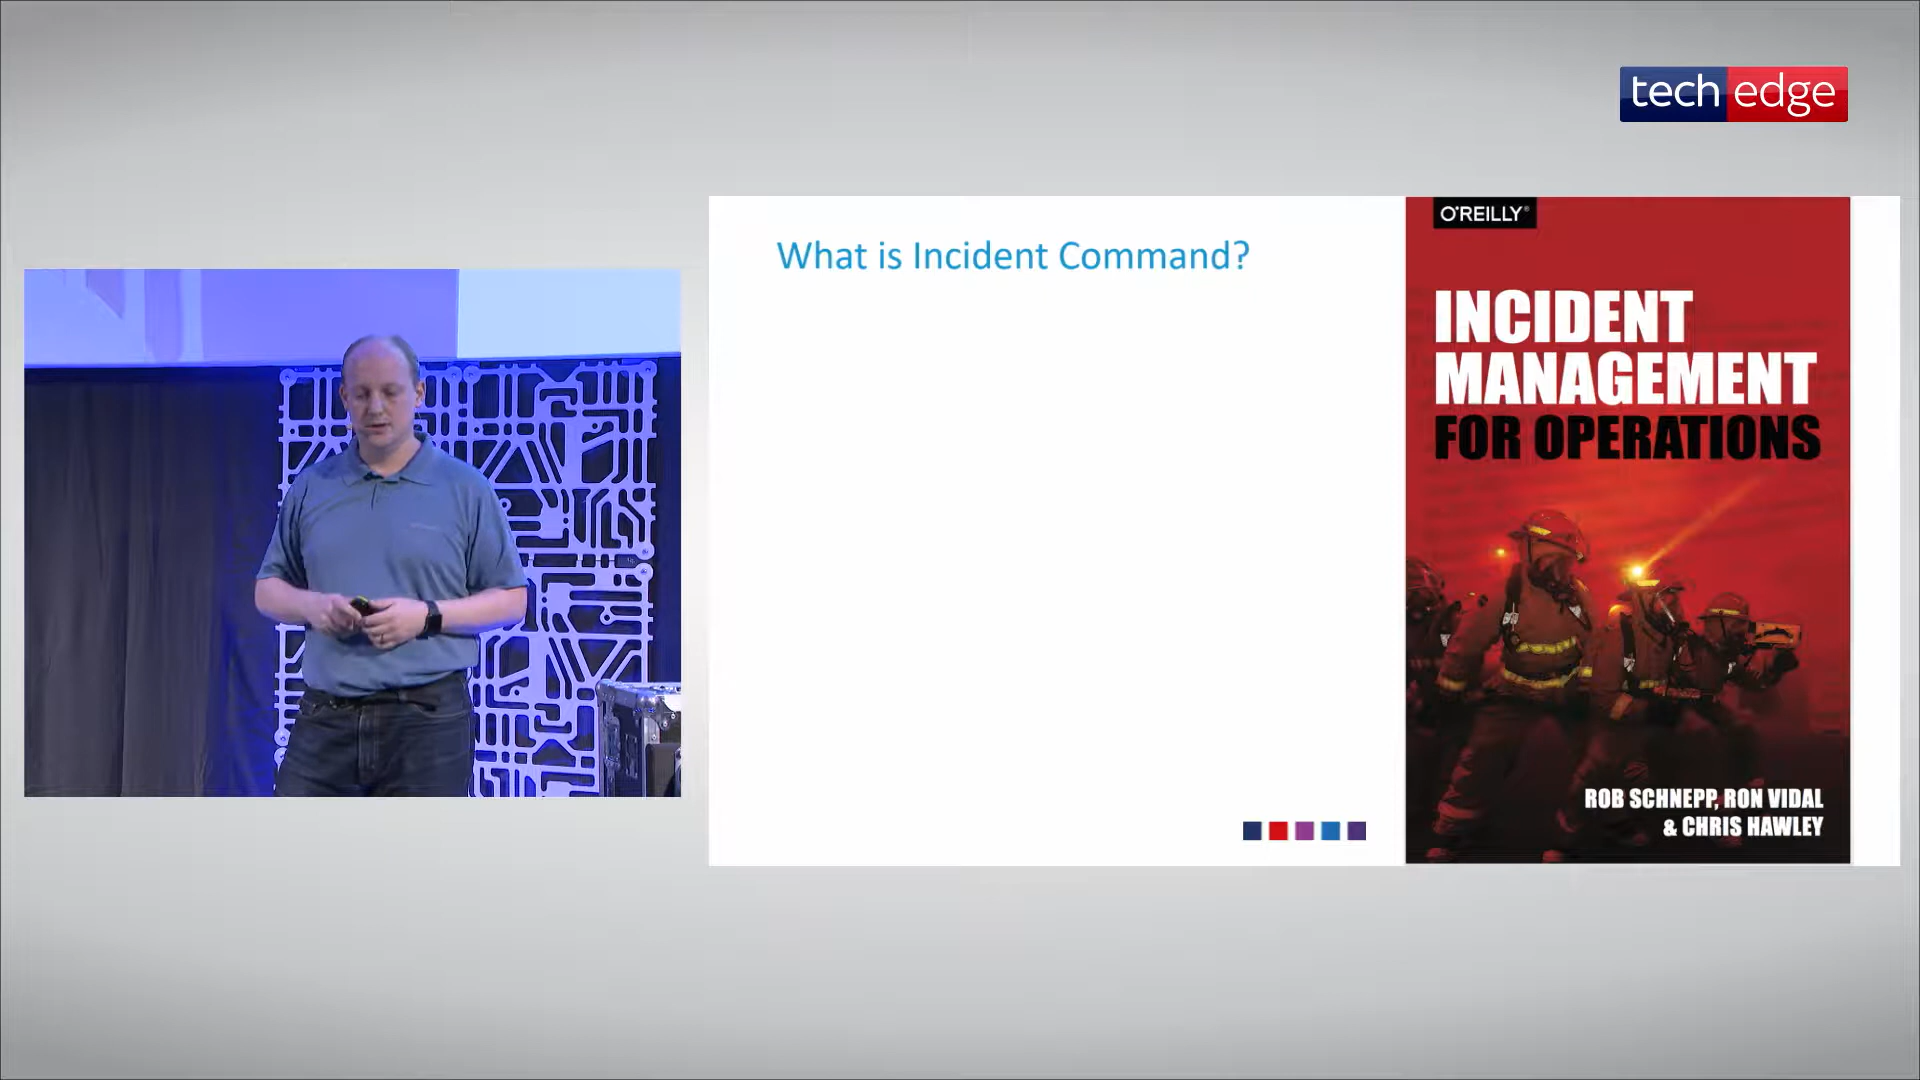 tech edge
What is Incident Command?
O'REILLY®
INCIDENT
MANAGEMENT
FOR OPERATIONS
ROB SCHNEPP, RON VIDAL
& CHRIS HAWLEY